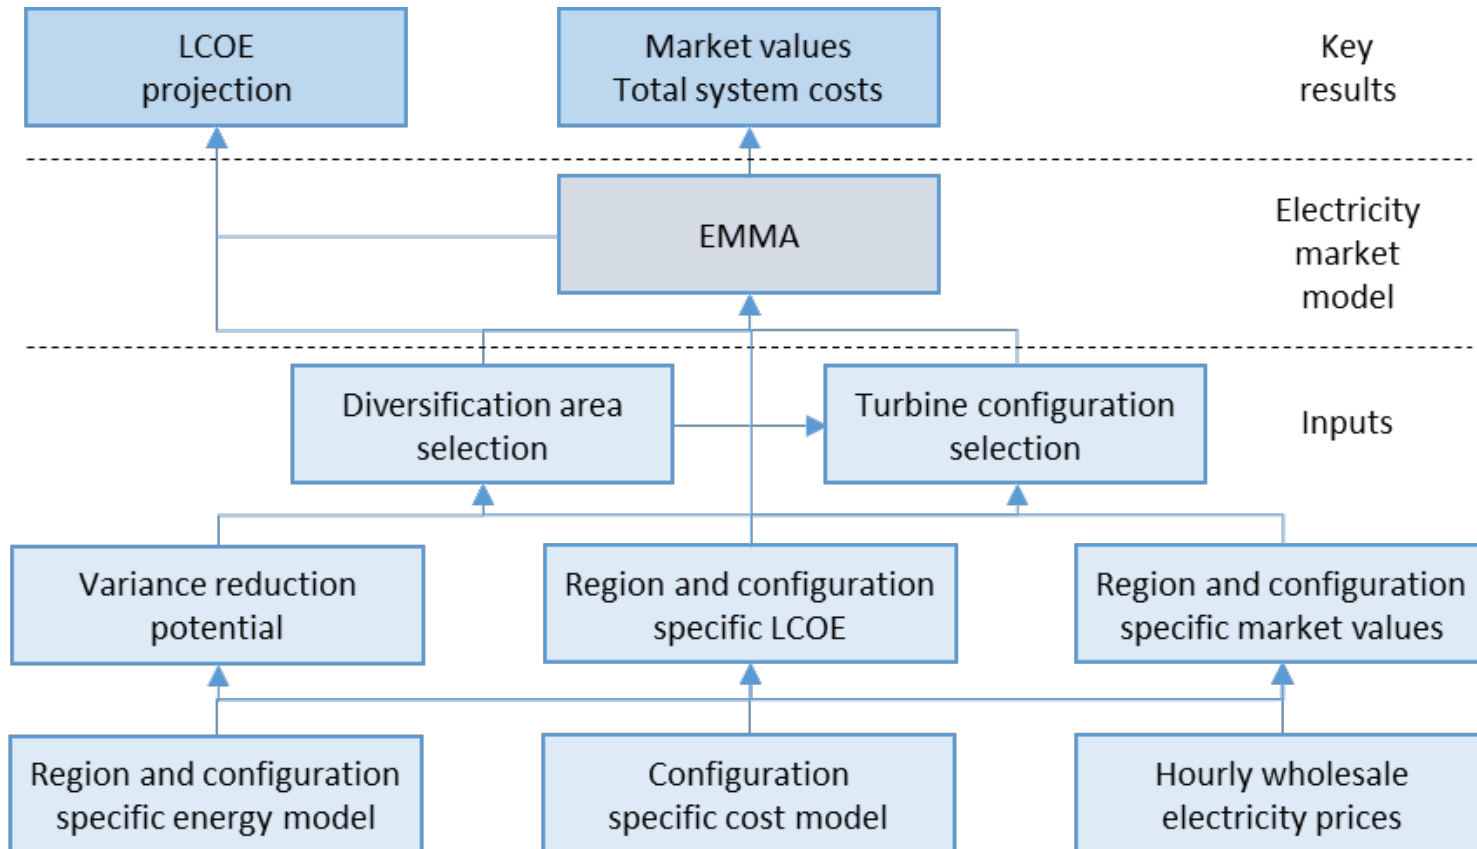 LCOE
projection
Market values
Total system costs
Key
results
EMMA
Electricity
market
model
Diversification area
selection
Turbine configuration
selection
Inputs
Variance reduction
potential
Region and configuration
specific LCOE
Region and configuration
specific market values
Region and configuration
specific energy model
Configuration
specific cost model
Hourly wholesale
electricity prices